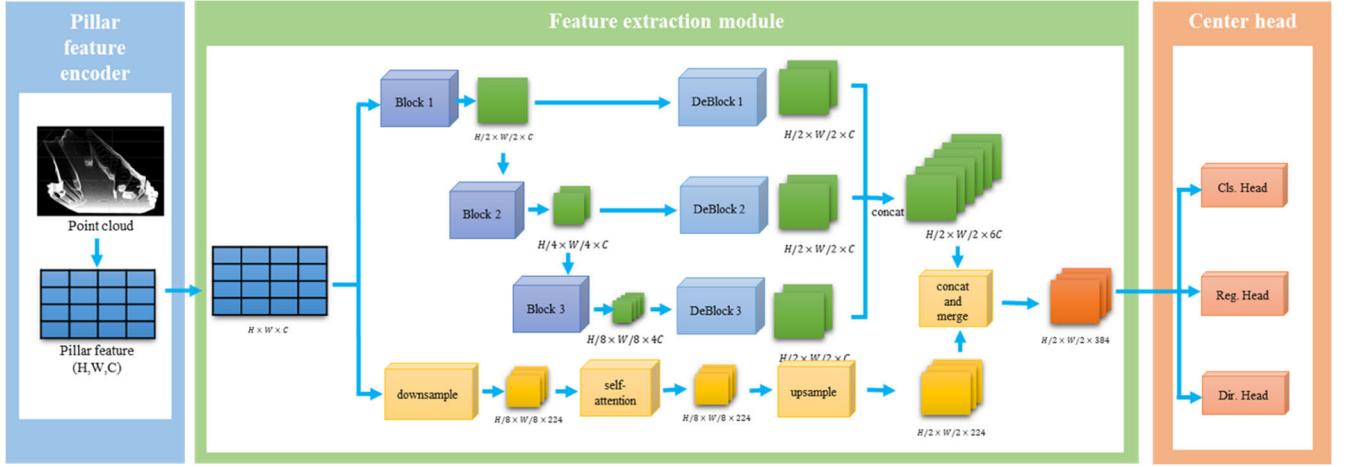 Pillar
feature
encoder
Point cloud
Pillar feature
(H,W,C)
Feature extraction module
H × W × C
Block 1
H/2 × W/2 × C
DeBlock 1
H/2 × W/2 × C
Block 2
H/4 × W/4 × C
DeBlock 2
H/2 × W/2 × C
Block 3
H/8 × W/8 × 4C
DeBlock 3
H/2 × W/2 × C
concat
H/2 × W/2 × 6C
downsample
H/8 × W/8 × 224
self-
attention
H/8 × W/8 × 224
upsample
H/2 × W/2 × 224
concat
and
merge
H/2 × W/2 × 384
Center head
Cls. Head
Reg. Head
Dir. Head